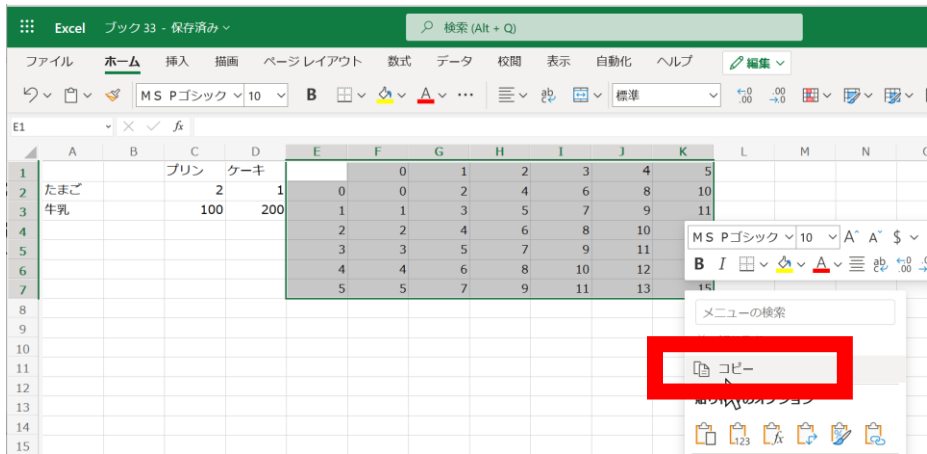 Excel ブック 33 - 保存済み 検索 (Alt + Q)
ファイル ホーム 挿入 描画 ページ レイアウト 数式 データ 校閲 表示 自動化 ヘルプ 編集
MS Pゴシック 10 B A ... ab 標準 .00
E1 fx
A B C D E F G H I J K L M N
1 プリン ケーキ 0 1 2 3 4 5
2 たまご 2 1 0 0 2 4 6 8 10
3 牛乳 100 200 1 1 3 5 7 9 11
4 2 2 4 6 8 10
5 3 3 5 7 9 11
6 4 4 6 8 10 12
7 5 5 7 9 11 13 15
8
9
10
11
12
13
14
15
MS Pゴシック 10 A A $
B I A ab .00
メニューの検索
コピー
123 fx